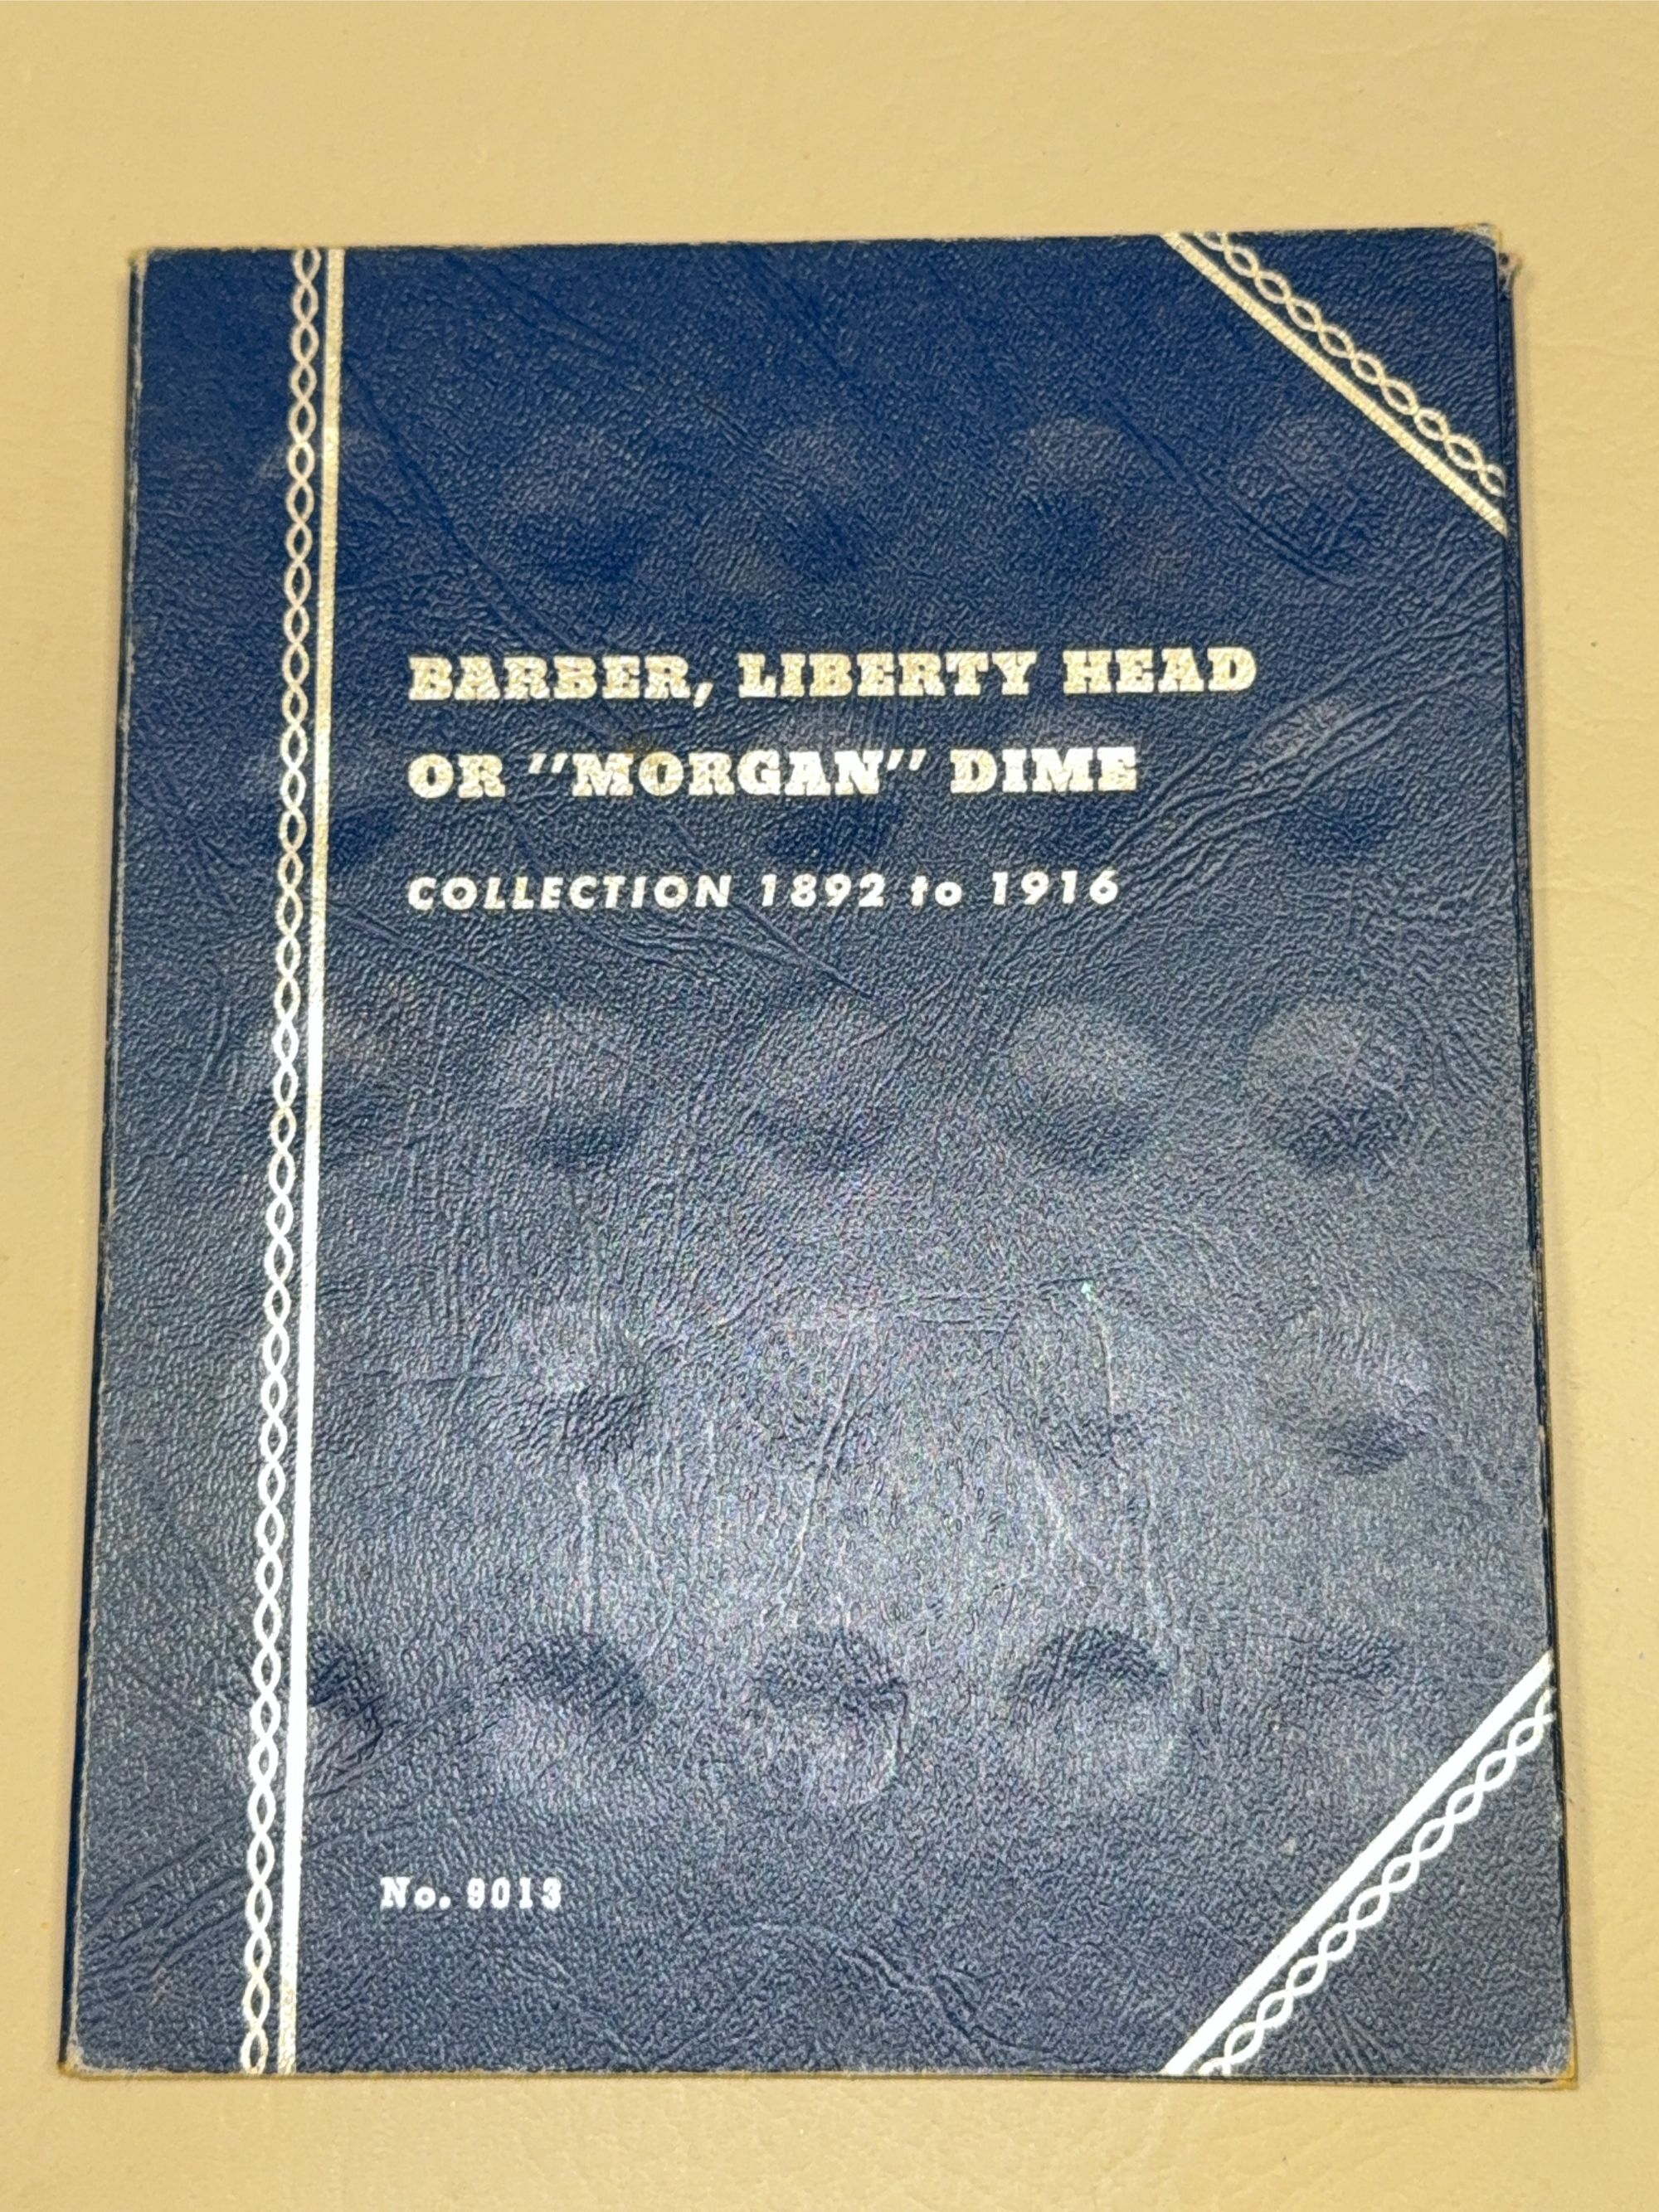 BARBER, LIBERTY HEAD
OR "MORGAN" DIME
COLLECTION 1892 to 1916
No. 9013